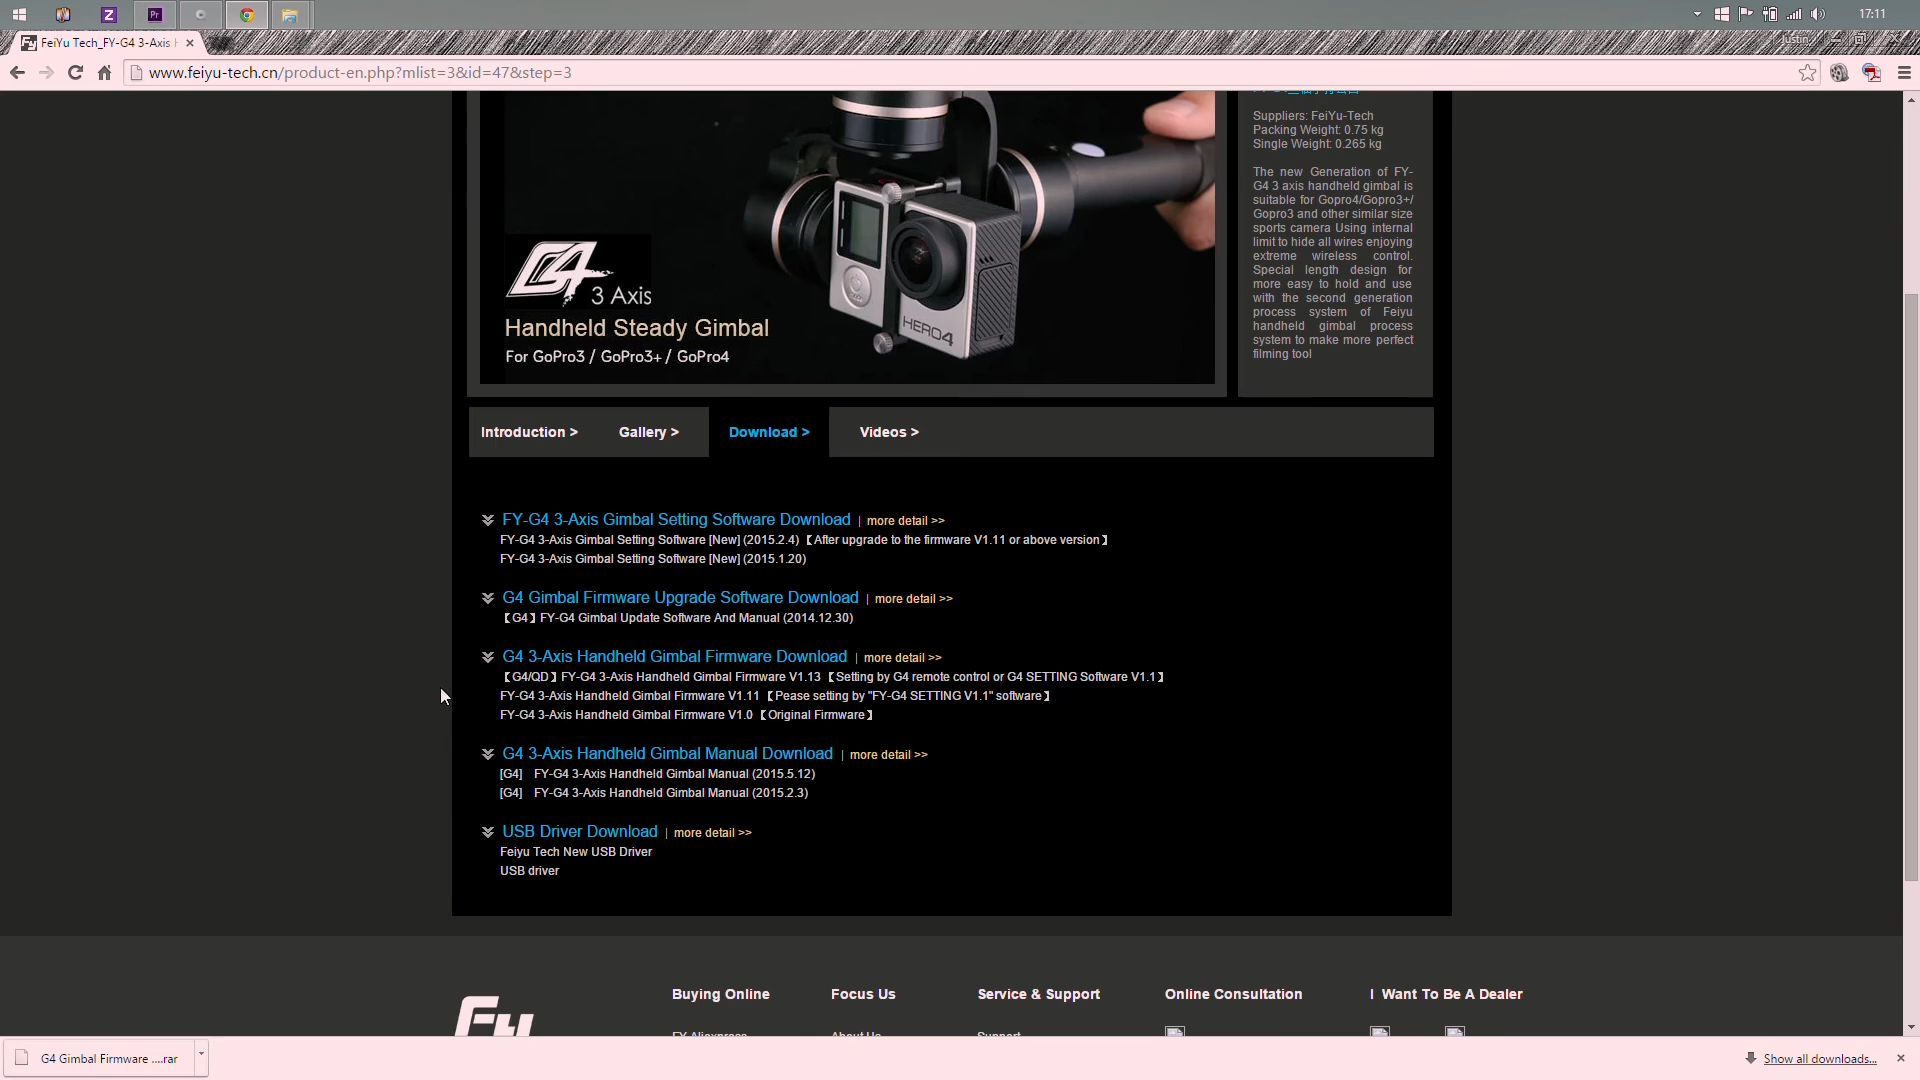 17:11
FeiYu Tech_FY-G4 3-Axis
Justin
www.feiyu-tech.cn/product-en.php?mlist=3&id=47&step=3
G4
3 Axis
Handheld Steady Gimbal
For GoPro3 / GoPro3+ / GoPro4
HERO4
Suppliers: FeiYu-Tech
Packing Weight: 0.75 kg
Single Weight: 0.265 kg
The new Generation of FY-
G4 3 axis handheld gimbal is
suitable for Gopro4/Gopro3+/
Gopro3 and other similar size
sports camera Using internal
limit to hide all wires enjoying
extreme wireless control.
Special length design for
more easy to hold and use
with the second generation
process system of Feiyu
handheld gimbal process
system to make more perfect
filming tool
Introduction > Gallery > Download > Videos >
FY-G4 3-Axis Gimbal Setting Software Download | more detail >>
FY-G4 3-Axis Gimbal Setting Software [New] (2015.2.4)【After upgrade to the firmware V1.11 or above version】
FY-G4 3-Axis Gimbal Setting Software [New] (2015.1.20)
G4 Gimbal Firmware Upgrade Software Download | more detail >>
【G4】FY-G4 Gimbal Update Software And Manual (2014.12.30)
G4 3-Axis Handheld Gimbal Firmware Download | more detail >>
【G4/QD】FY-G4 3-Axis Handheld Gimbal Firmware V1.13【Setting by G4 remote control or G4 SETTING Software V1.1】
FY-G4 3-Axis Handheld Gimbal Firmware V1.11【Pease setting by "FY-G4 SETTING V1.1" software】
FY-G4 3-Axis Handheld Gimbal Firmware V1.0【Original Firmware】
G4 3-Axis Handheld Gimbal Manual Download | more detail >>
[G4] FY-G4 3-Axis Handheld Gimbal Manual (2015.5.12)
[G4] FY-G4 3-Axis Handheld Gimbal Manual (2015.2.3)
USB Driver Download | more detail >>
Feiyu Tech New USB Driver
USB driver
Fy
Buying Online Focus Us Service & Support Online Consultation I Want To Be A Dealer
FY Aliexpress About Us Support
G4 Gimbal Firmware ....rar
Show all downloads...